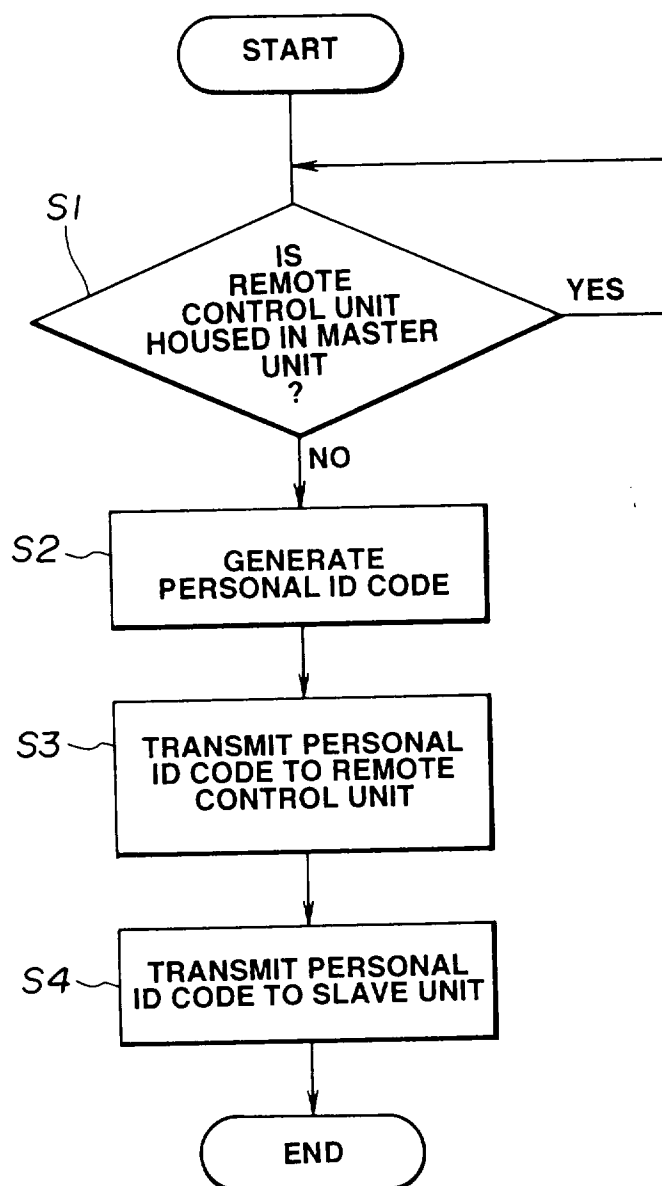 START
S1
IS
REMOTE
CONTROL UNIT
HOUSED IN MASTER
UNIT
?
YES
NO
S2
GENERATE
PERSONAL ID CODE
S3
TRANSMIT PERSONAL
ID CODE TO REMOTE
CONTROL UNIT
S4
TRANSMIT PERSONAL
ID CODE TO SLAVE UNIT
END